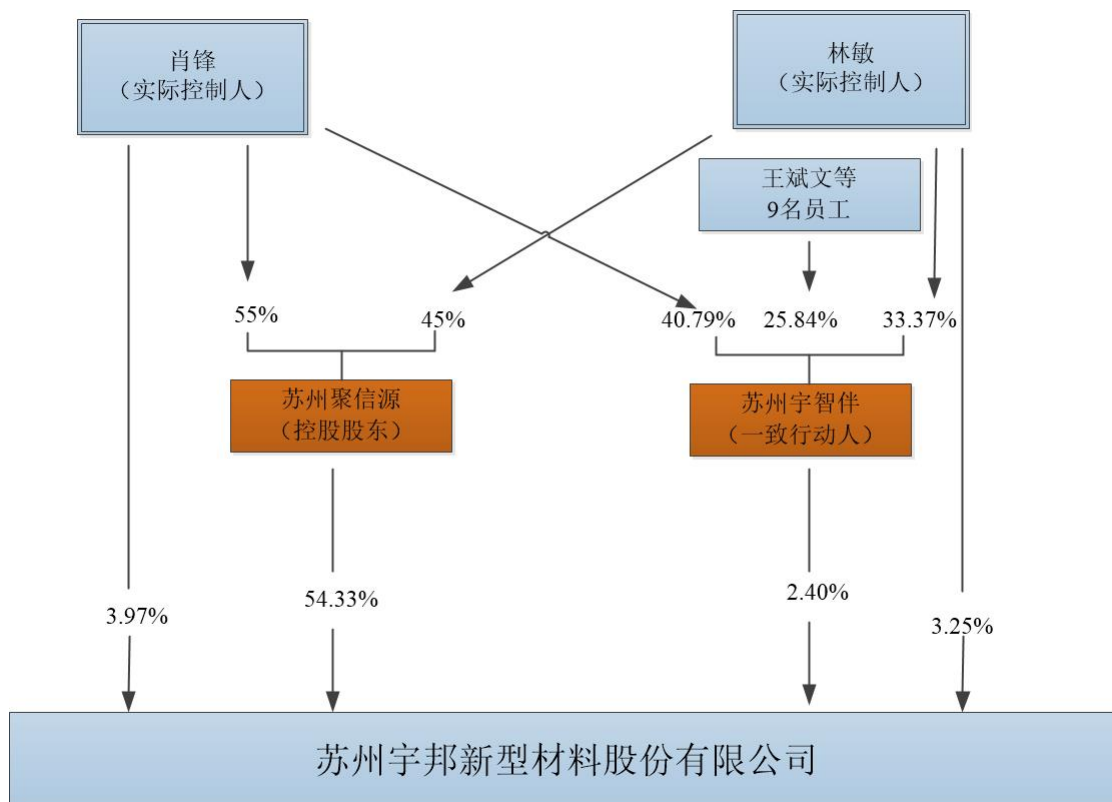 肖锋
（实际控制人）
林敏
（实际控制人）
王斌文等
9名员工
55%
45%
40.79%
25.84%
33.37%
苏州聚信源
（控股股东）
苏州宇智伴
（一致行动人）
3.97%
54.33%
2.40%
3.25%
苏州宇邦新型材料股份有限公司